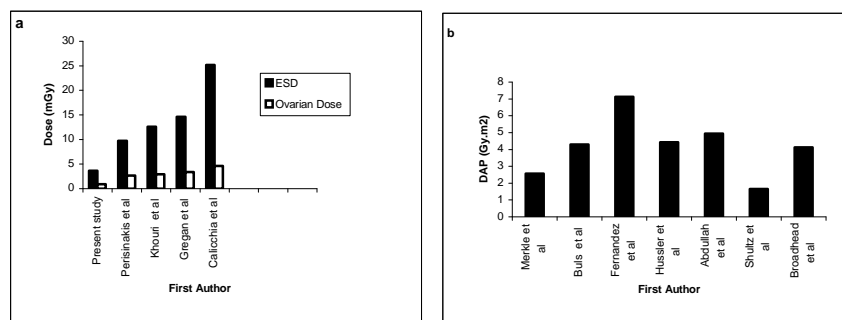 a
30
25
20
15
10
5
0
Dose (mGy)
ESD
Ovarian Dose
Present study
Perisinakis et al
Khouri et al
Gregan et al
Calicchia et al
First Author
b
8
7
6
5
4
3
2
1
0
DAP (Gy.m2)
Merkle et
al
Buls et al
Fernandez
et al
Hussler et
al
Abdullah et
al
Shultz et
al
Broadhead
et al
First Author